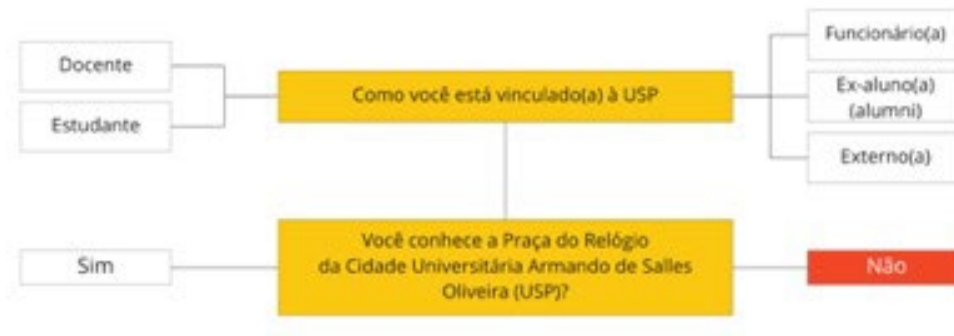 Docente
Estudante
Como você está vinculado(a) à USP
Funcionário(a)
Ex-aluno(a)
(alumni)
Externo(a)
Sim
Você conhece a Praça do Relógio
da Cidade Universitária Armando de Salles
Oliveira (USP)?
Não